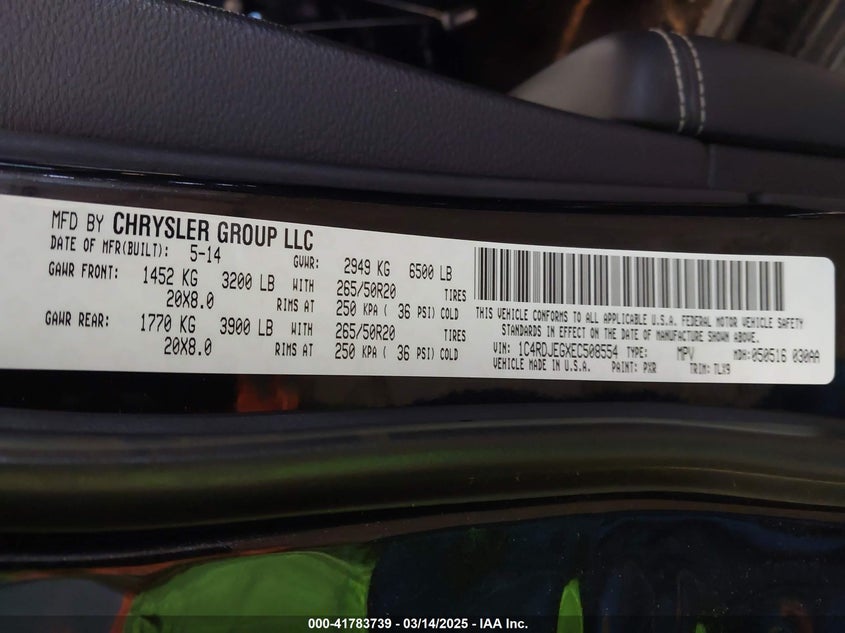 MFD BY CHRYSLER GROUP LLC
DATE OF MFR(BUILT): 5-14 GVWR: 2949 KG 6500 LB
GAWR FRONT: 1452 KG 3200 LB WITH 265/50R20 TIRES
20X8.0 RIMS AT 250 KPA ( 36 PSI) COLD
GAWR REAR: 1770 KG 3900 LB WITH 265/50R20 TIRES
20X8.0 RIMS AT 250 KPA ( 36 PSI) COLD
THIS VEHICLE CONFORMS TO ALL APPLICABLE U.S.A. FEDERAL MOTOR VEHICLE SAFETY
STANDARDS IN EFFECT ON THE DATE OF MANUFACTURE SHOWN ABOVE.
VIN: 1C4RDJEGXEC508554 TYPE: MPV MDH: 050516 030AA
VEHICLE MADE IN U.S.A. PAINT: PXR TRIM: TLX9
000-41783739 - 03/14/2025 - IAA Inc.